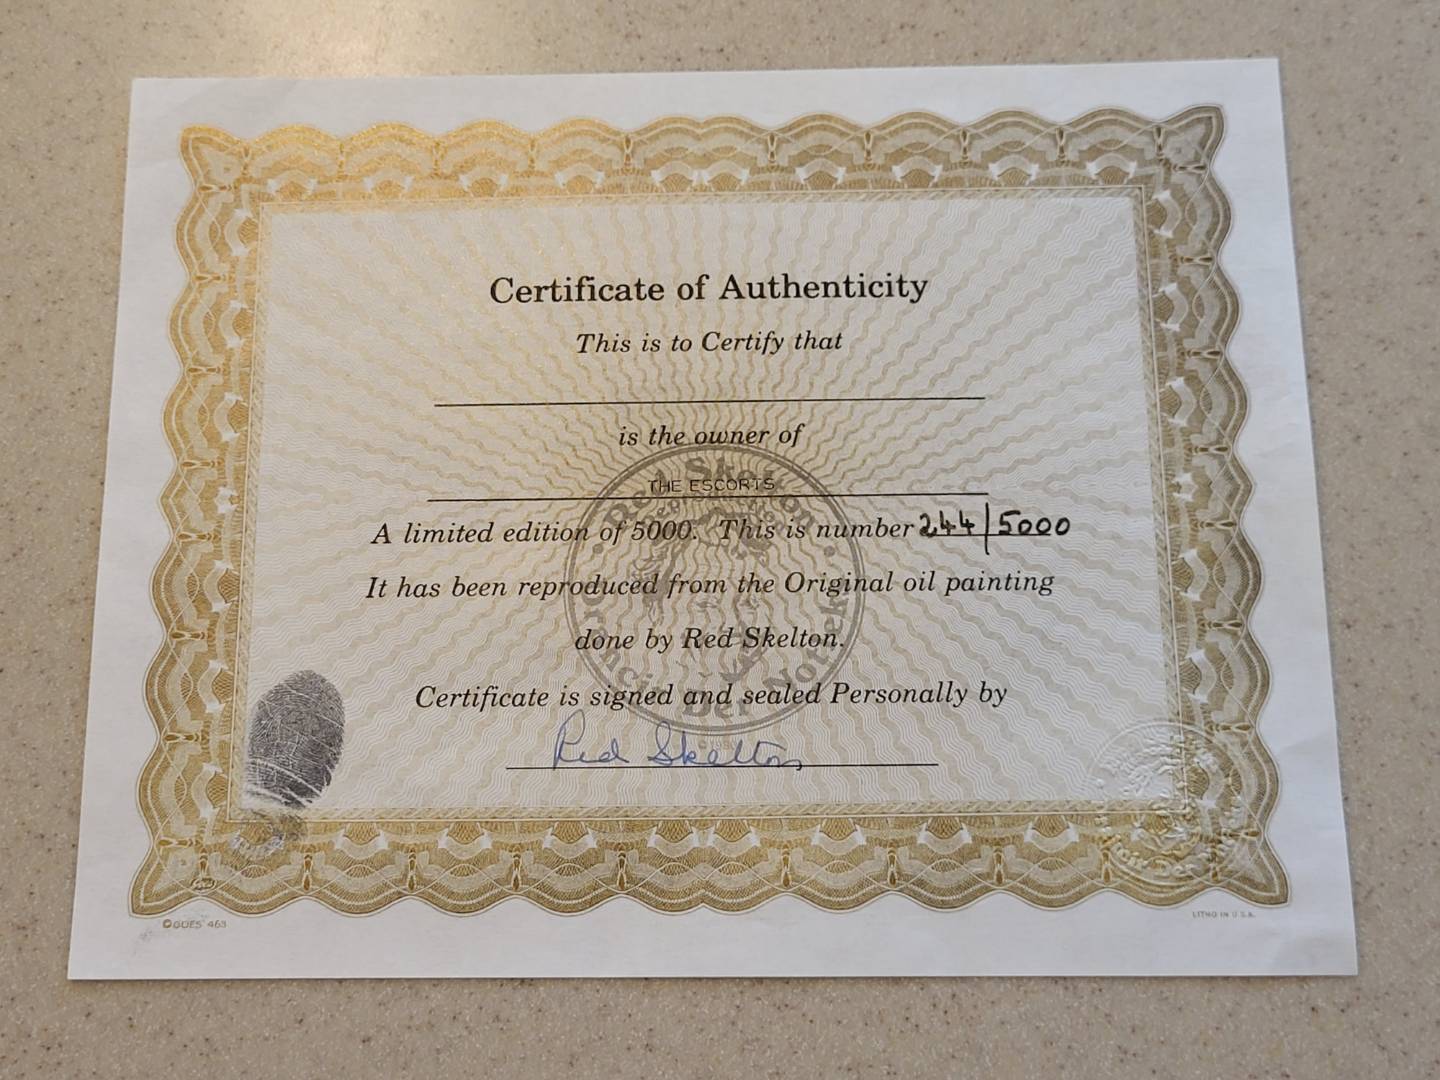 Certificate of Authenticity
This is to Certify that
is the owner of
THE ESCORTS
A limited edition of 5000. This is number 244/5000
It has been reproduced from the Original oil painting
done by Red Skelton.
Certificate is signed and sealed Personally by
Red Skelton
©GOES 463
LITHO IN U.S.A.